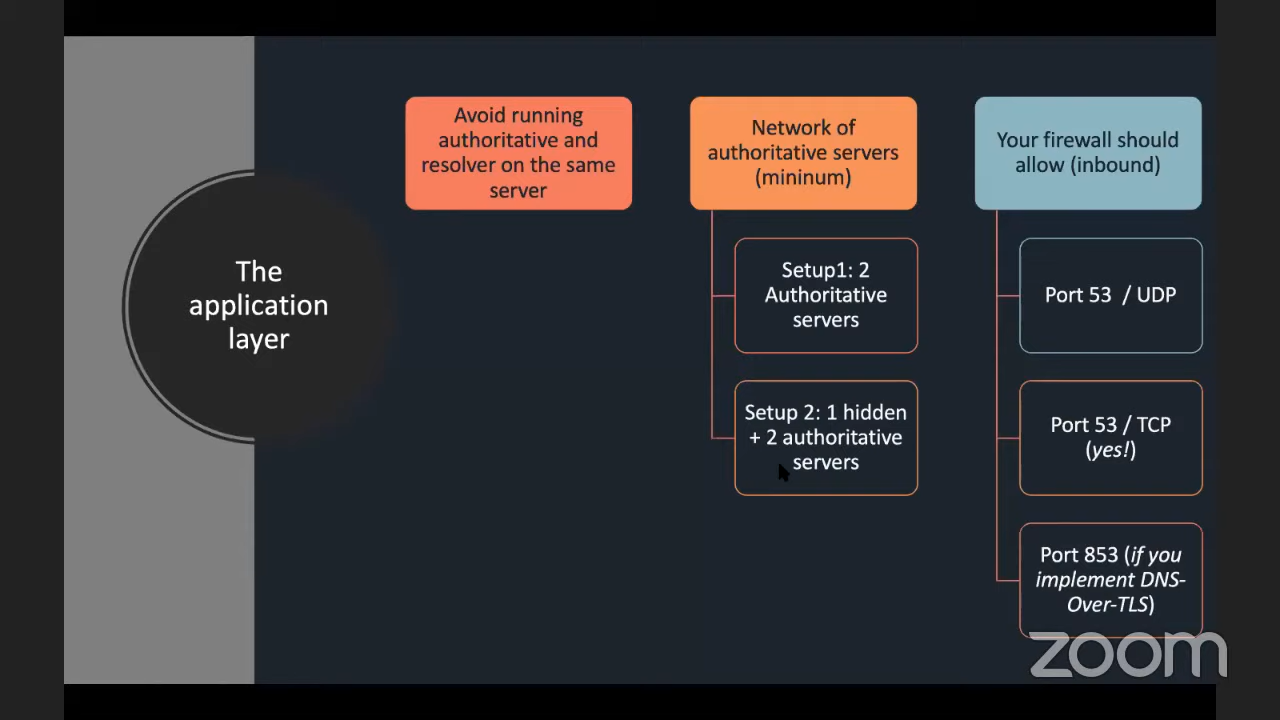 The
application
layer
Avoid running
authoritative and
resolver on the same
server
Network of
authoritative servers
(mininum)
Setup1: 2
Authoritative
servers
Setup 2: 1 hidden
+ 2 authoritative
servers
Your firewall should
allow (inbound)
Port 53 / UDP
Port 53 / TCP
(yes!)
Port 853 (if you
implement DNS-
Over-TLS)
zoom